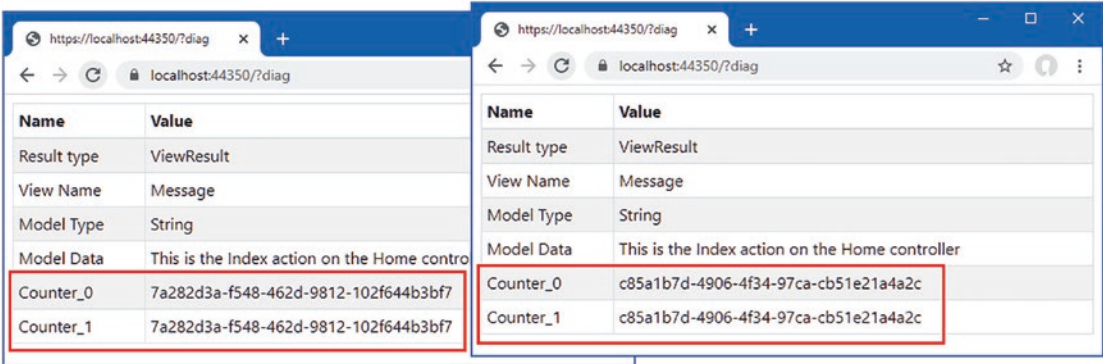 https://localhost:44350/?diag
localhost:44350/?diag
Name Value
Result type ViewResult
View Name Message
Model Type String
Model Data This is the Index action on the Home contro
Counter_0 7a282d3a-f548-462d-9812-102f644b3bf7
Counter_1 7a282d3a-f548-462d-9812-102f644b3bf7
https://localhost:44350/?diag
localhost:44350/?diag
Name Value
Result type ViewResult
View Name Message
Model Type String
Model Data This is the Index action on the Home controller
Counter_0 c85a1b7d-4906-4f34-97ca-cb51e21a4a2c
Counter_1 c85a1b7d-4906-4f34-97ca-cb51e21a4a2c